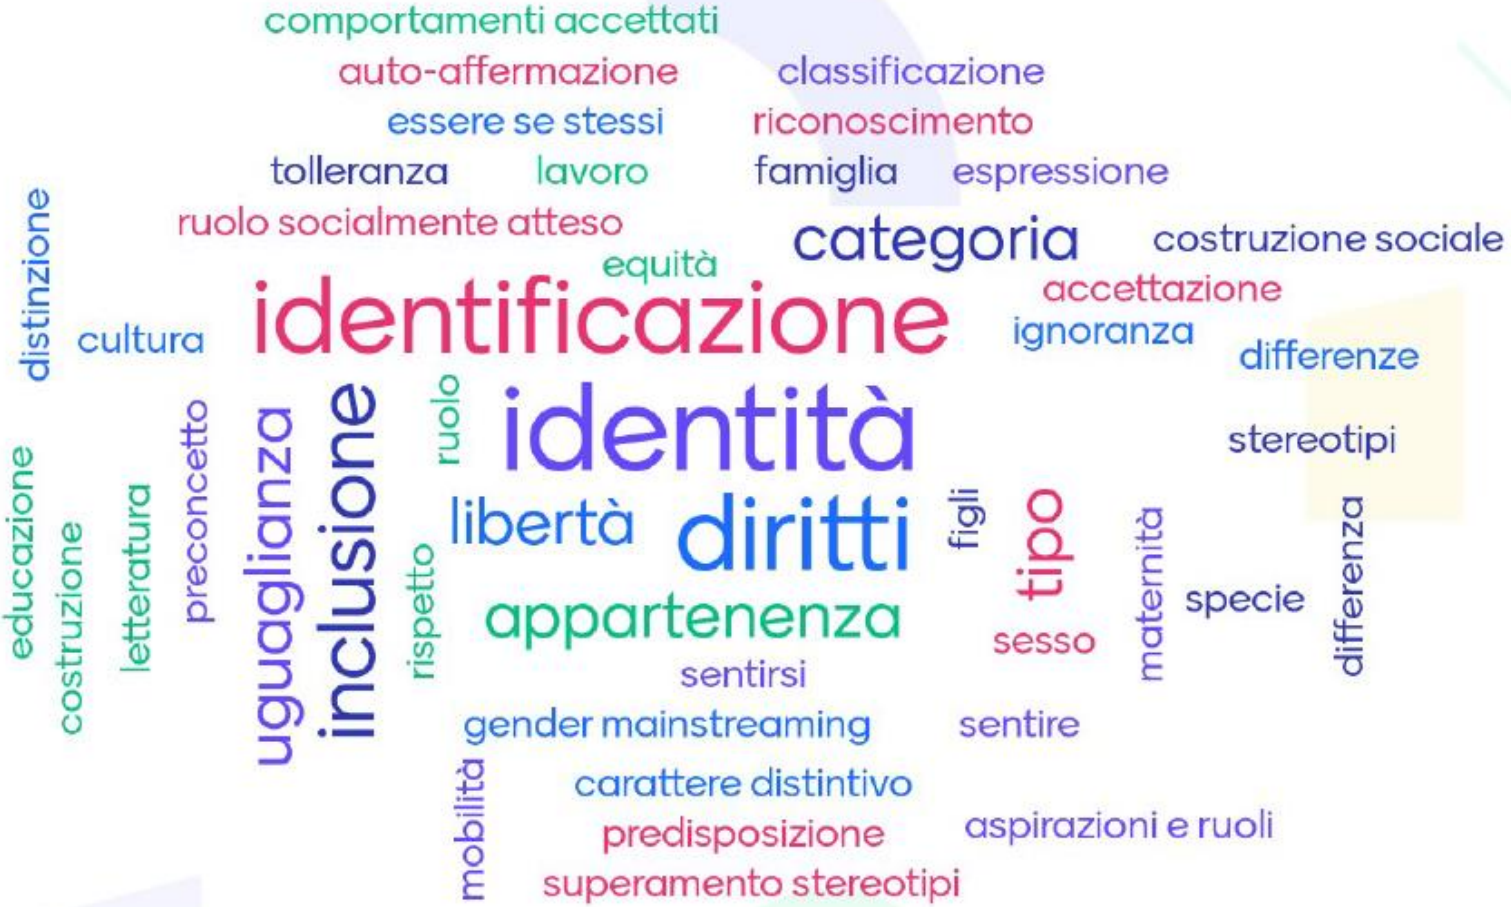 comportamenti accettati
auto-affermazione
classificazione
essere se stessi
riconoscimento
tolleranza
lavoro
famiglia
espressione
distinzione
ruolo socialmente atteso
categoria
costruzione sociale
equità
identificazione
accettazione
cultura
ignoranza
differenze
preconcetto
uguaglianza
inclusione
ruolo
identità
stereotipi
educazione
costruzione
letteratura
rispetto
libertà
diritti
figli
tipo
maternità
differenza
appartenenza
specie
sesso
sentirsi
gender mainstreaming
sentire
mobilità
carattere distintivo
predisposizione
aspirazioni e ruoli
superamento stereotipi